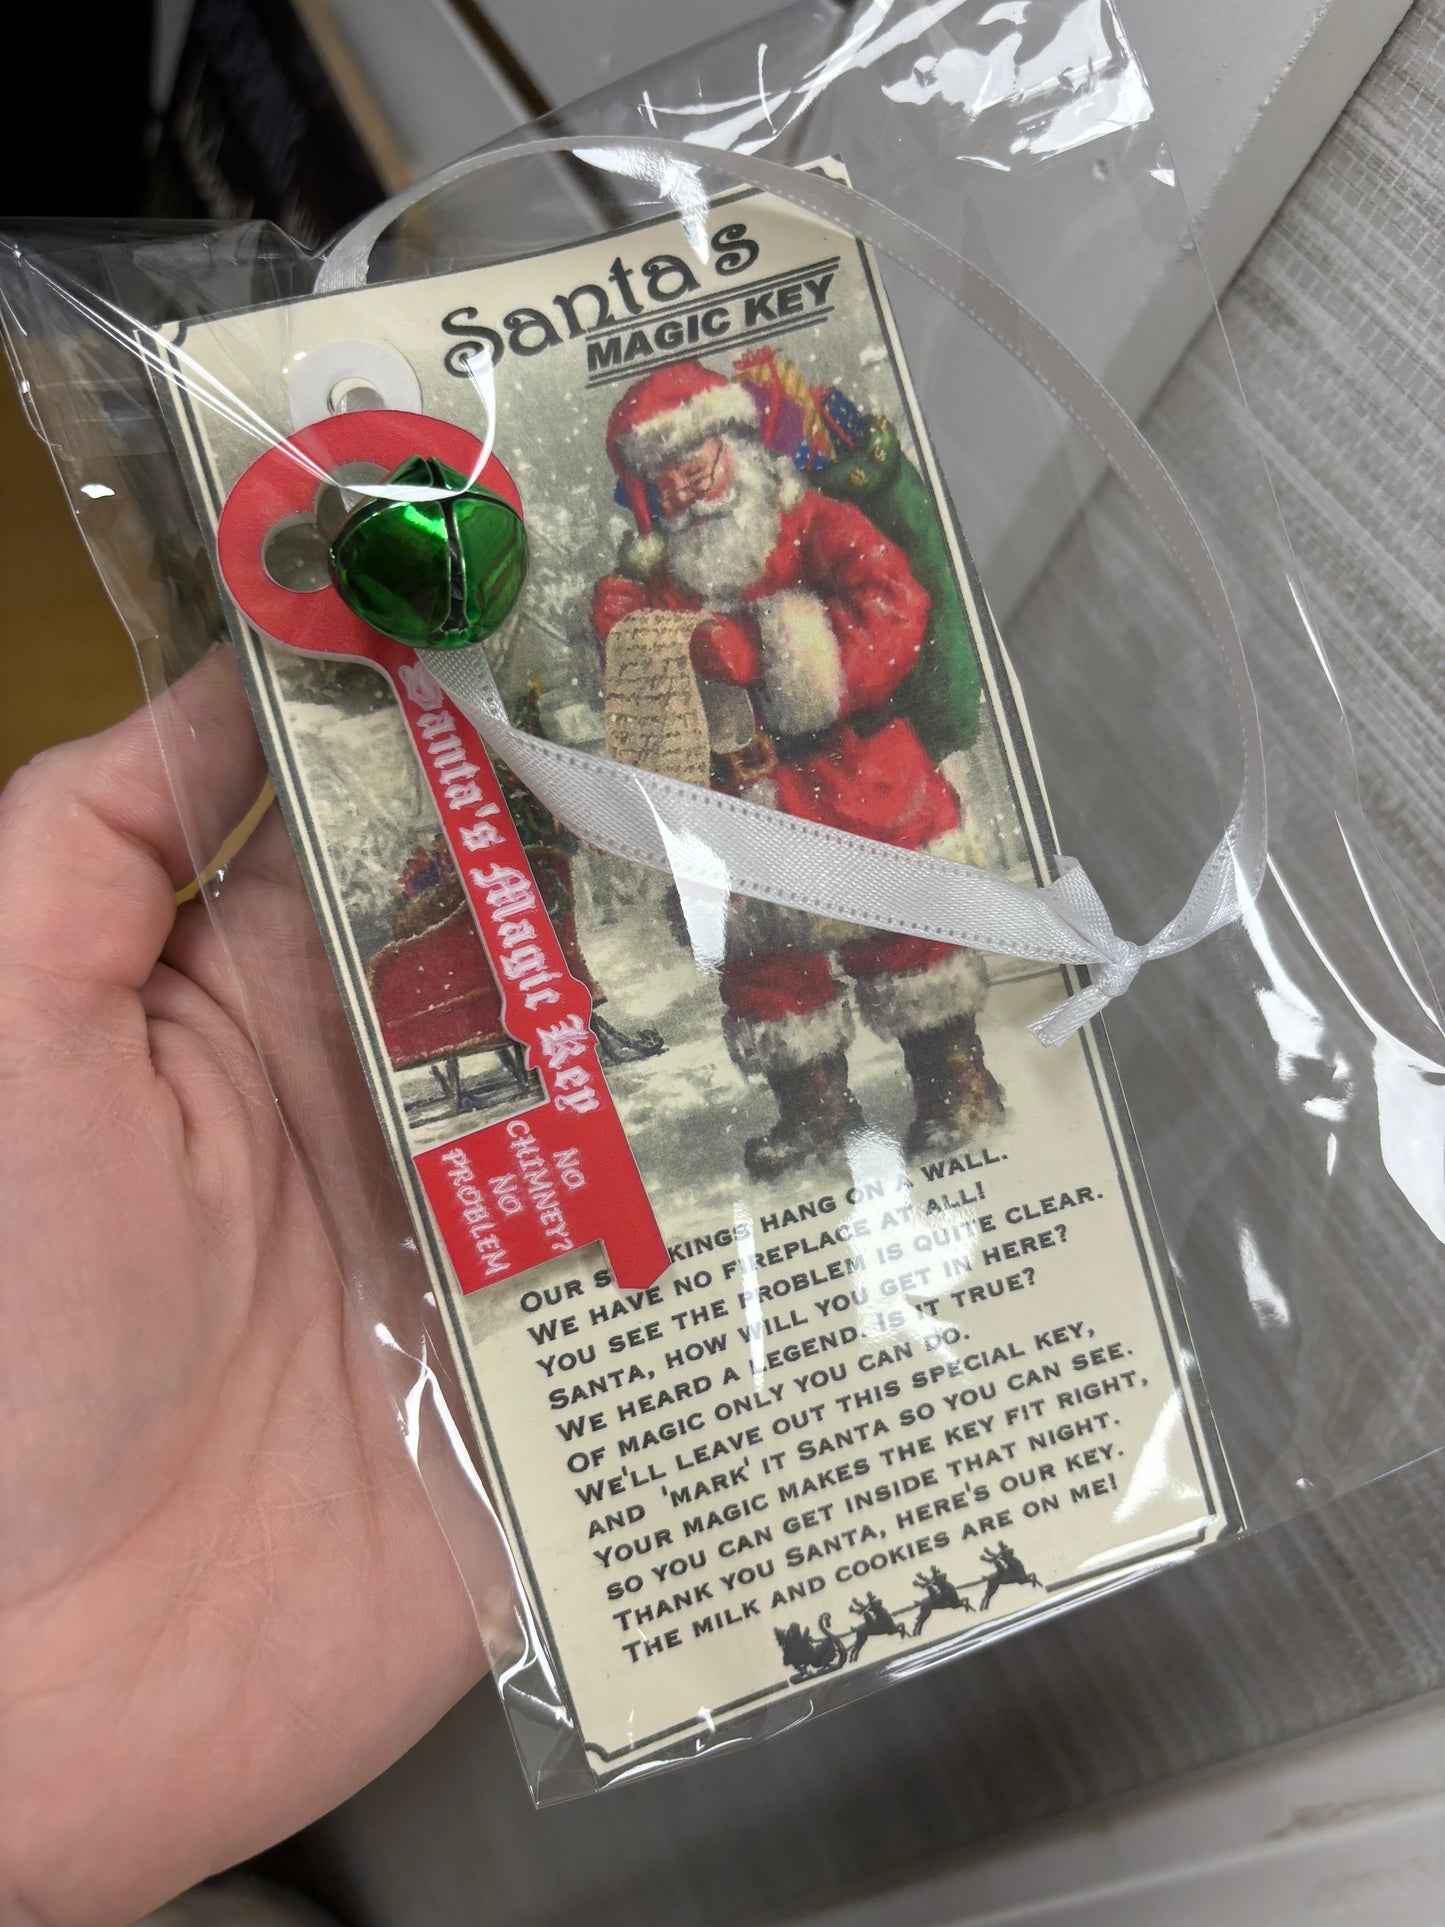 Santa's
MAGIC KEY
Santa's Magic Key
NO
CHIMNEY?
NO
PROBLEM
OUR S KINGS HANG ON A WALL.
WE HAVE NO FIREPLACE AT ALL!
YOU SEE THE PROBLEM IS QUITE CLEAR.
SANTA, HOW WILL YOU GET IN HERE?
WE HEARD A LEGEND. IS IT TRUE?
OF MAGIC ONLY YOU CAN DO.
WE'LL LEAVE OUT THIS SPECIAL KEY,
AND 'MARK' IT SANTA SO YOU CAN SEE.
YOUR MAGIC MAKES THE KEY FIT RIGHT,
SO YOU CAN GET INSIDE THAT NIGHT.
THANK YOU SANTA, HERE'S OUR KEY.
THE MILK AND COOKIES ARE ON ME!